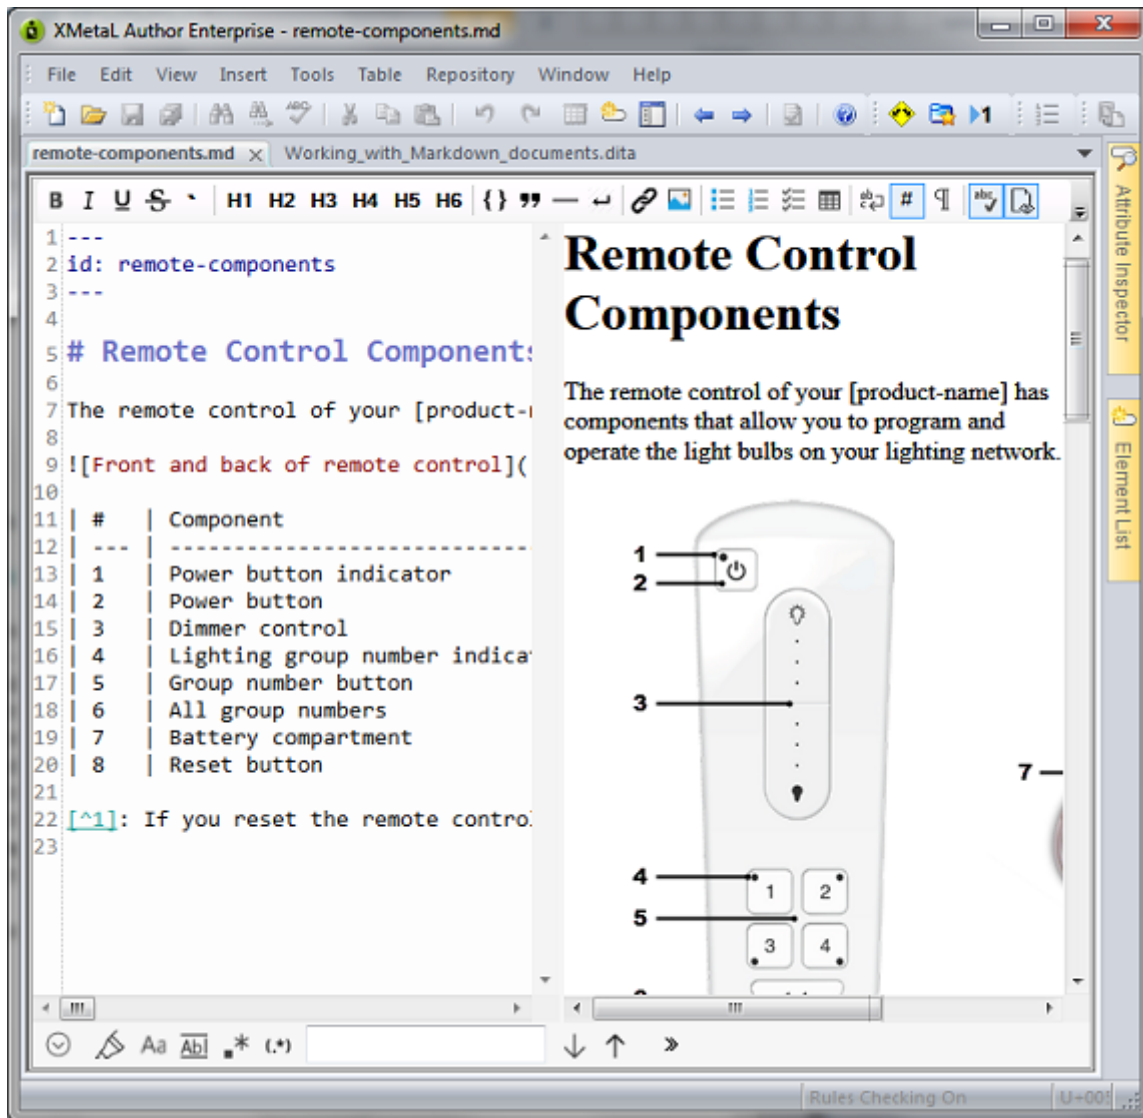 XMetaL Author Enterprise - remote-components.md
File Edit View Insert Tools Table Repository Window Help
remote-components.md Working_with_Markdown_documents.dita
B I U S H1 H2 H3 H4 H5 H6 {} # ¶ abc
1 ---
2 id: remote-components
3 ---
4
5 # Remote Control Components
6
7 The remote control of your [product-
8
9 ![Front and back of remote control](
10
11 | # | Component
12 | --- | ----------------------------
13 | 1 | Power button indicator
14 | 2 | Power button
15 | 3 | Dimmer control
16 | 4 | Lighting group number indica
17 | 5 | Group number button
18 | 6 | All group numbers
19 | 7 | Battery compartment
20 | 8 | Reset button
21
22 [^1]: If you reset the remote contro
23
Remote Control
Components
The remote control of your [product-name] has
components that allow you to program and
operate the light bulbs on your lighting network.
1
2
3
7
4
1 2
5
3 4
Attribute Inspector
Element List
Aa Abl .* (.*)
Rules Checking On U+00